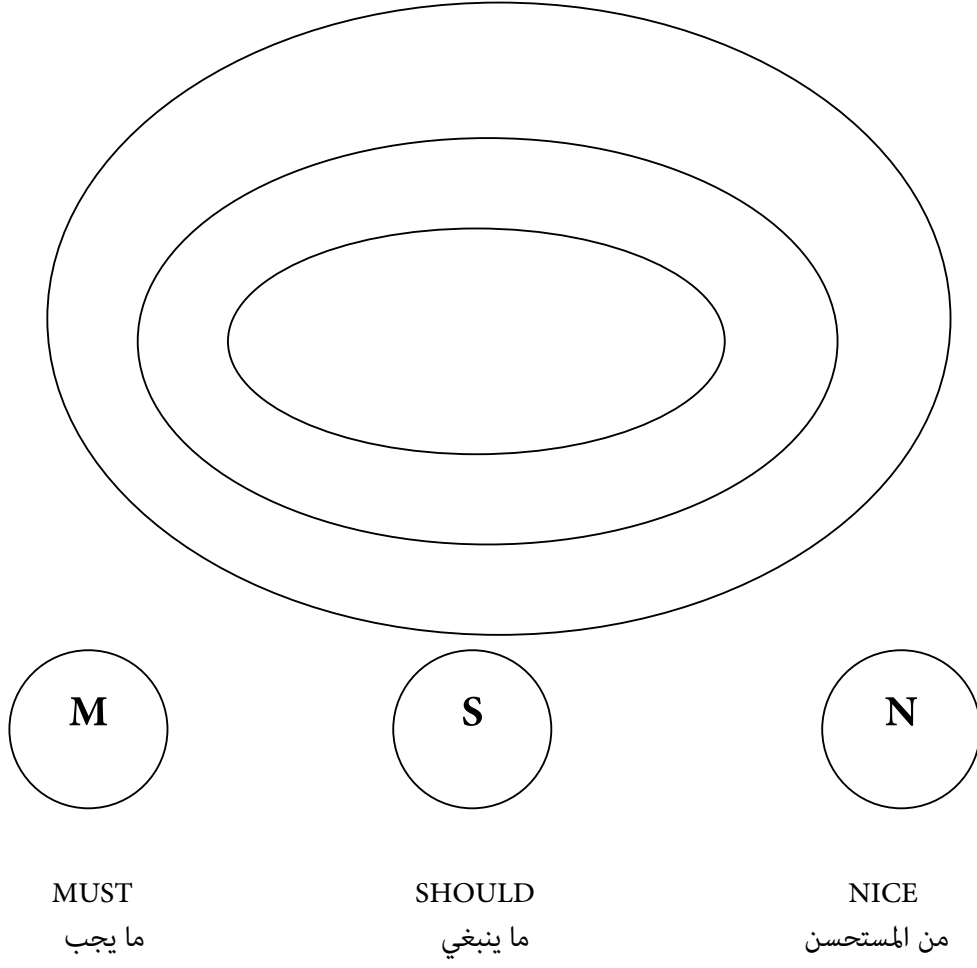 M
S
N
MUST
SHOULD
NICE
ما يجب
ما ينبغي
من المستحسن